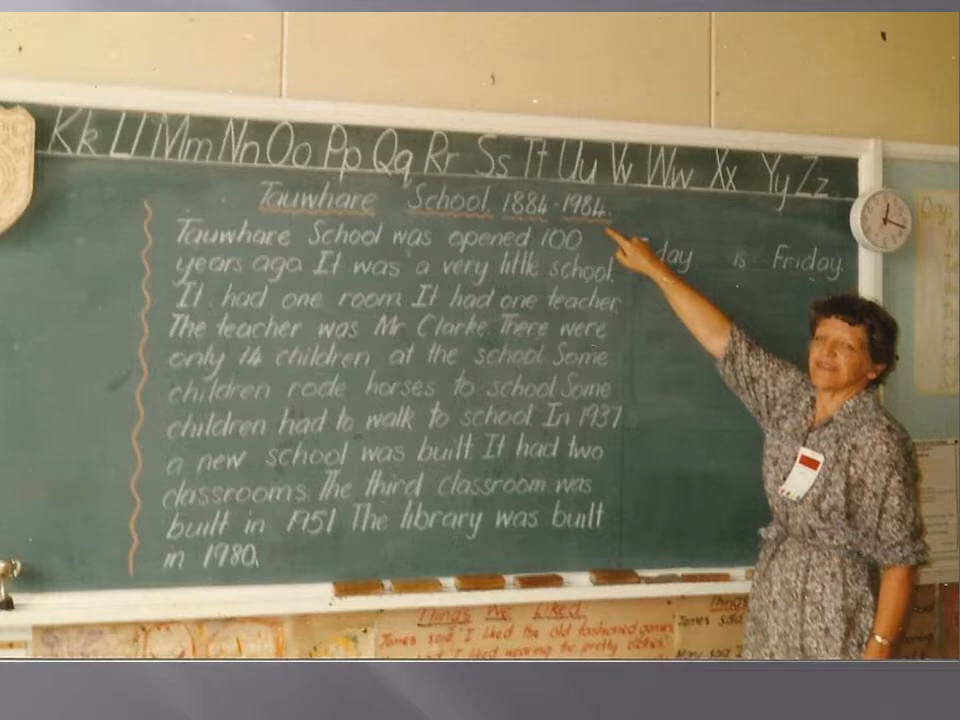 Kk Ll Mm Nn Oo Pp Qq Rr Ss Tt Uu Vv Ww Xx Yy Zz
Tauwhare School. 1884-1984.
Tauwhare School was opened 100
years ago. It was a very little school.
It had one room. It had one teacher.
The teacher was Mr Clarke. There were
only 14 children at the school. Some
children rode horses to school. Some
children had to walk to school. In 1937
a new school was built. It had two
classrooms. The third classroom was
built in 1951. The library was built
in 1980.
day is Friday.
Things We Liked.
James said "I liked the old fashioned games
"I liked wearing the pretty clothes"
Things
James said
said I